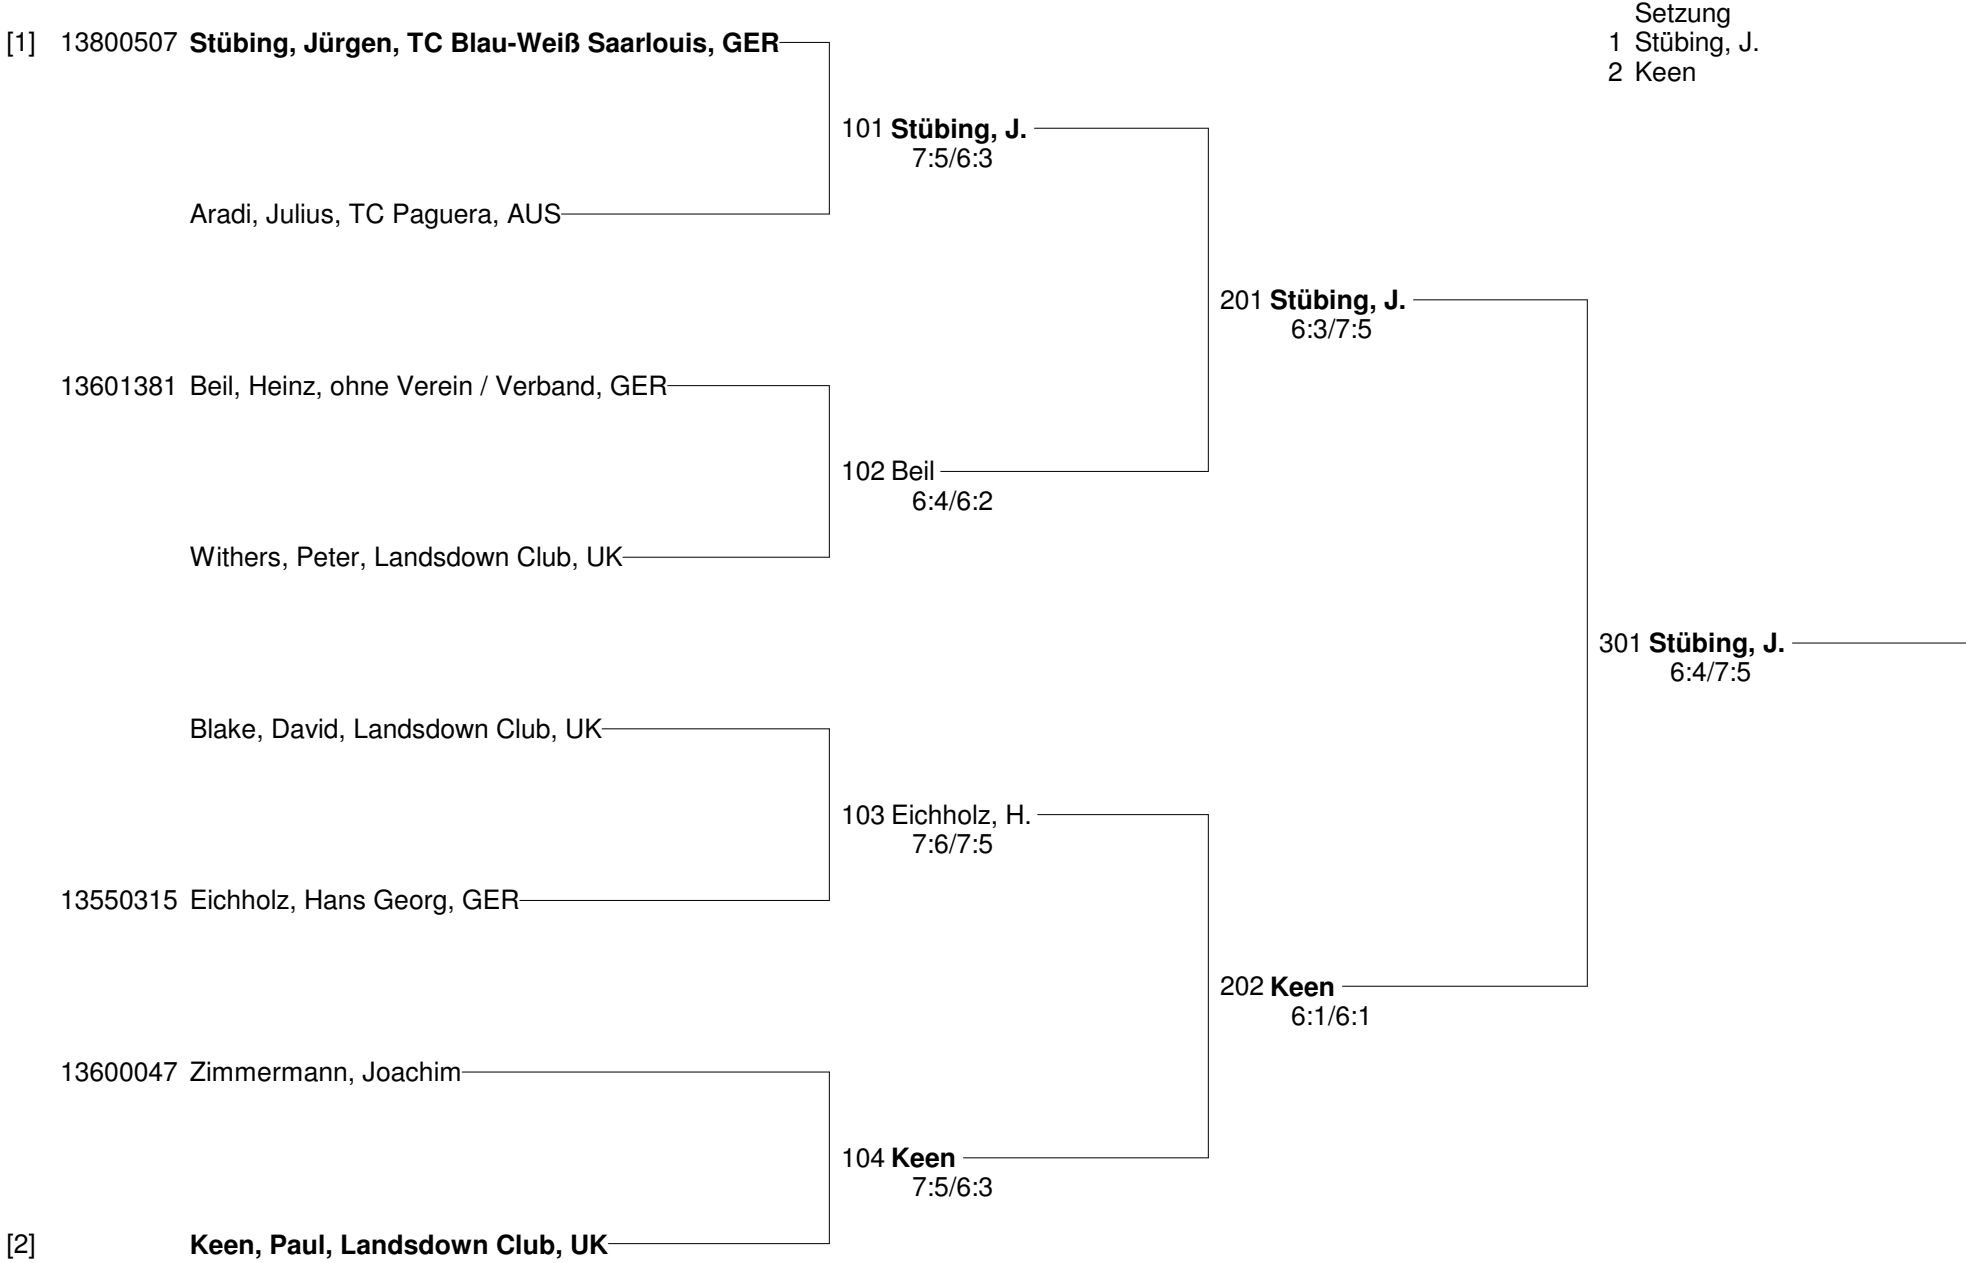 Setzung
[1] 13800507 Stübing, Jürgen, TC Blau-Weiß Saarlouis, GER
1 Stübing, J.
2 Keen
101 Stübing, J.
7:5/6:3
Aradi, Julius, TC Paguera, AUS
201 Stübing, J.
6:3/7:5
13601381 Beil, Heinz, ohne Verein / Verband, GER
102 Beil
6:4/6:2
Withers, Peter, Landsdown Club, UK
301 Stübing, J.
6:4/7:5
Blake, David, Landsdown Club, UK
103 Eichholz, H.
7:6/7:5
13550315 Eichholz, Hans Georg, GER
202 Keen
6:1/6:1
13600047 Zimmermann, Joachim
104 Keen
7:5/6:3
[2] Keen, Paul, Landsdown Club, UK